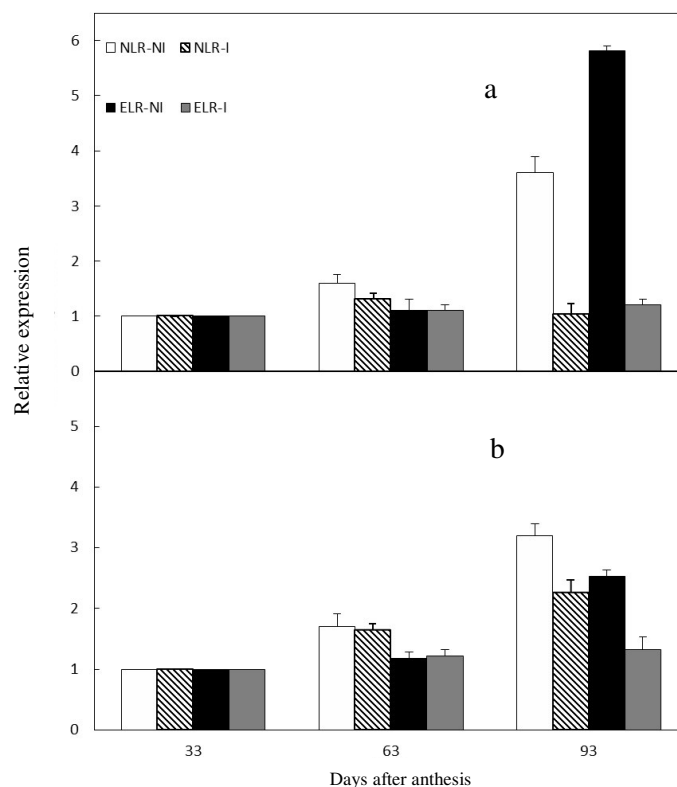 6
NLR-NI NLR-I
5
ELR-NI ELR-I
a
4
3
2
1
0
Relative expression
5
b
4
3
2
1
0
33 63 93
Days after anthesis